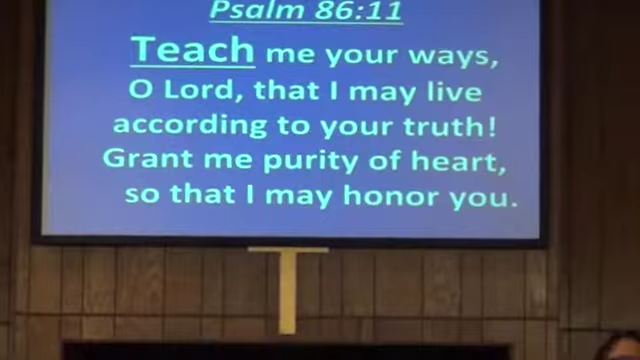 Psalm 86:11
Teach me your ways,
O Lord, that I may live
according to your truth!
Grant me purity of heart,
so that I may honor you.